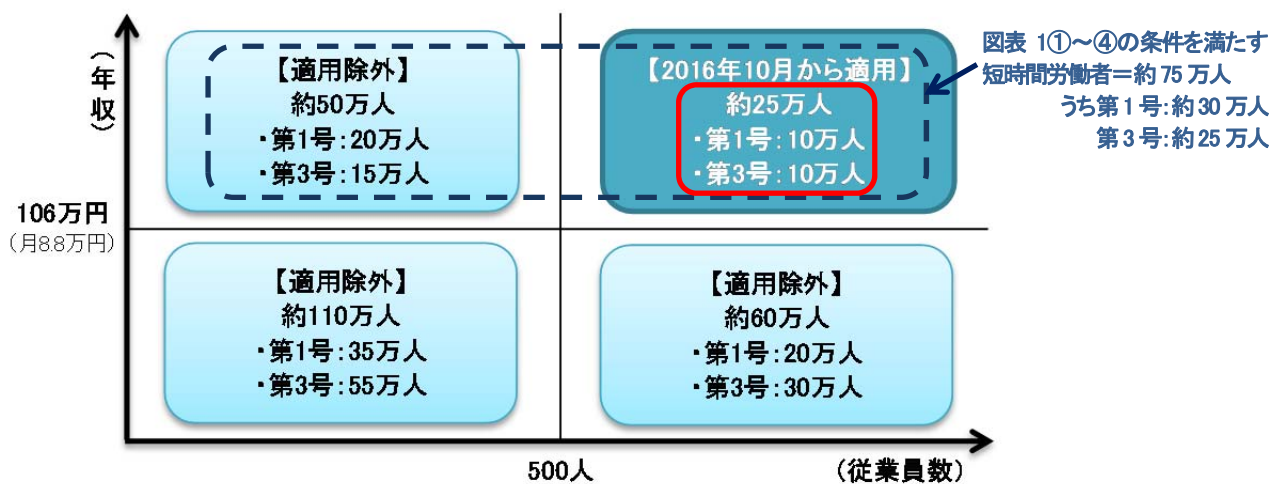 （年収）
【適用除外】
約50万人
・第1号：20万人
・第3号：15万人
【2016年10月から適用】
約25万人
・第1号：10万人
・第3号：10万人
図表 1①～④の条件を満たす
短時間労働者＝約75万人
うち第1号：約30万人
第3号：約25万人
106万円
（月8.8万円）
【適用除外】
約110万人
・第1号：35万人
・第3号：55万人
【適用除外】
約60万人
・第1号：20万人
・第3号：30万人
500人
（従業員数）